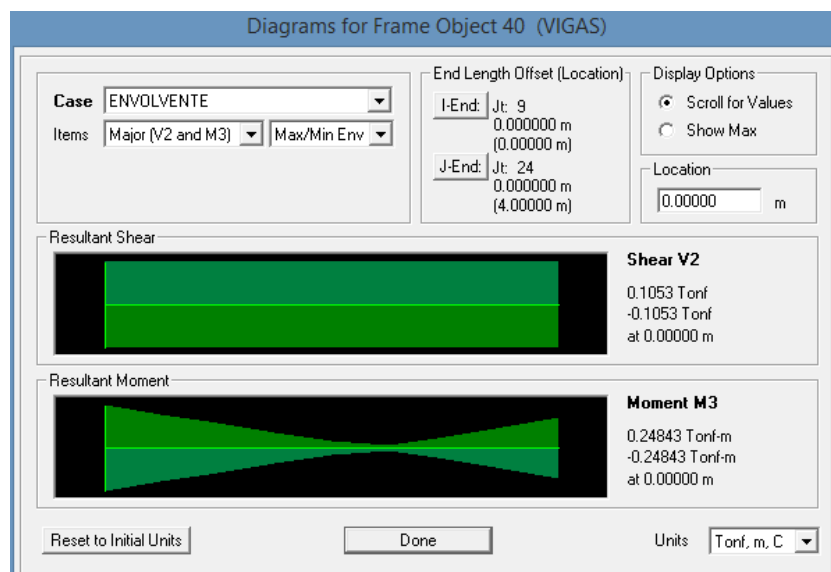 Diagrams for Frame Object 40 (VIGAS)
Case ENVOLVENTE
Items Major (V2 and M3) Max/Min Env
End Length Offset (Location)
I-End: Jt: 9
0.000000 m
(0.00000 m)
J-End: Jt: 24
0.000000 m
(4.00000 m)
Display Options
Scroll for Values
Show Max
Location
0.00000 m
Resultant Shear
Shear V2
0.1053 Tonf
-0.1053 Tonf
at 0.00000 m
Resultant Moment
Moment M3
0.24843 Tonf-m
-0.24843 Tonf-m
at 0.00000 m
Reset to Initial Units
Done
Units Tonf, m, C